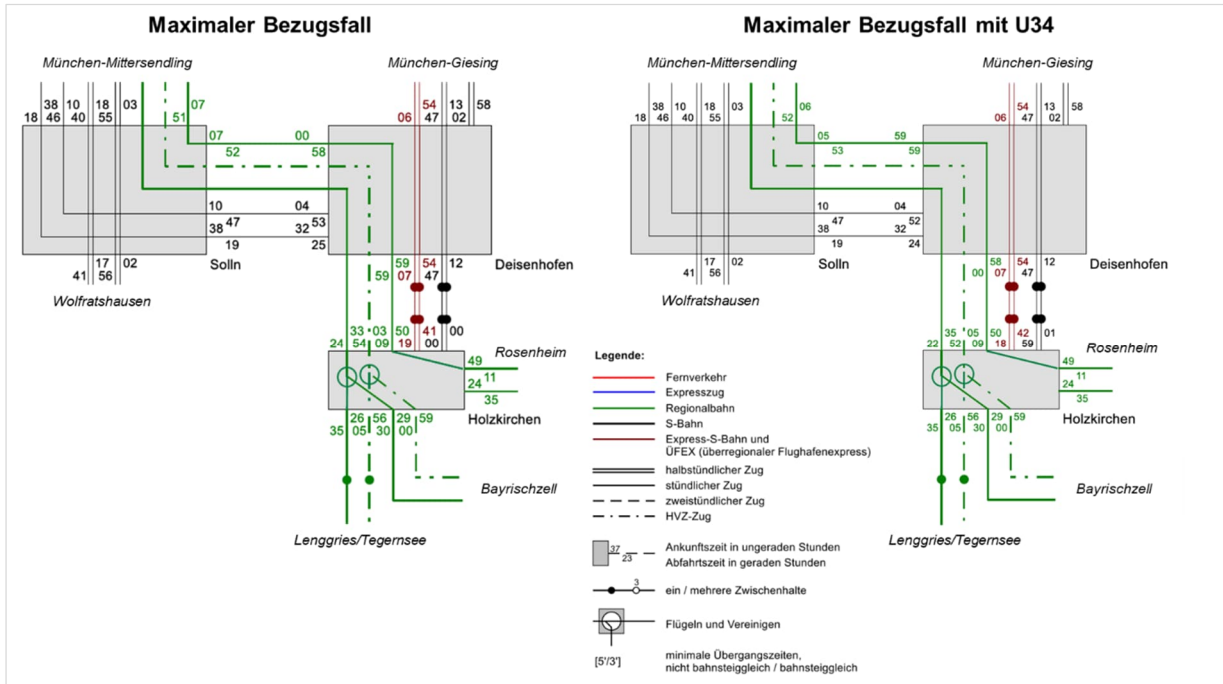 Maximaler Bezugsfall
München-Mittersendling
München-Giesing
38 10 18 03 07 54 13 58
18 46 40 55 51 06 47 02
07 00
52 58
10 04
47 53
38 32
19 25
Solln
Deisenhofen
17 02 59 54 12
41 56 59 07 47
Wolfratshausen
33 03 50 41 00
24 54 09 19 00
Rosenheim
49
11
24
35
Holzkirchen
26 56 29 59
35 05 30 00
Bayrischzell
Lenggries/Tegernsee
Maximaler Bezugsfall mit U34
München-Mittersendling
München-Giesing
38 10 18 03 06 54 13 58
18 46 40 55 52 06 47 02
05 59
53 59
10 04
47 52
38 32
19 24
Solln
Deisenhofen
17 02 58 54 12
41 56 00 07 47
Wolfratshausen
35 05 50 42 01
22 52 09 18 59
Rosenheim
49
11
24
35
Holzkirchen
26 56 29 59
35 05 30 00
Bayrischzell
Lenggries/Tegernsee
Legende:
Fernverkehr
Expresszug
Regionalbahn
S-Bahn
Express-S-Bahn und
ÜFEX (überregionaler Flughafenexpress)
halbstündlicher Zug
stündlicher Zug
zweistündlicher Zug
HVZ-Zug
37
23
Ankunftszeit in ungeraden Stunden
Abfahrtszeit in geraden Stunden
3
ein / mehrere Zwischenhalte
Flügeln und Vereinigen
[5'/3']
minimale Übergangszeiten,
nicht bahnsteiggleich / bahnsteiggleich